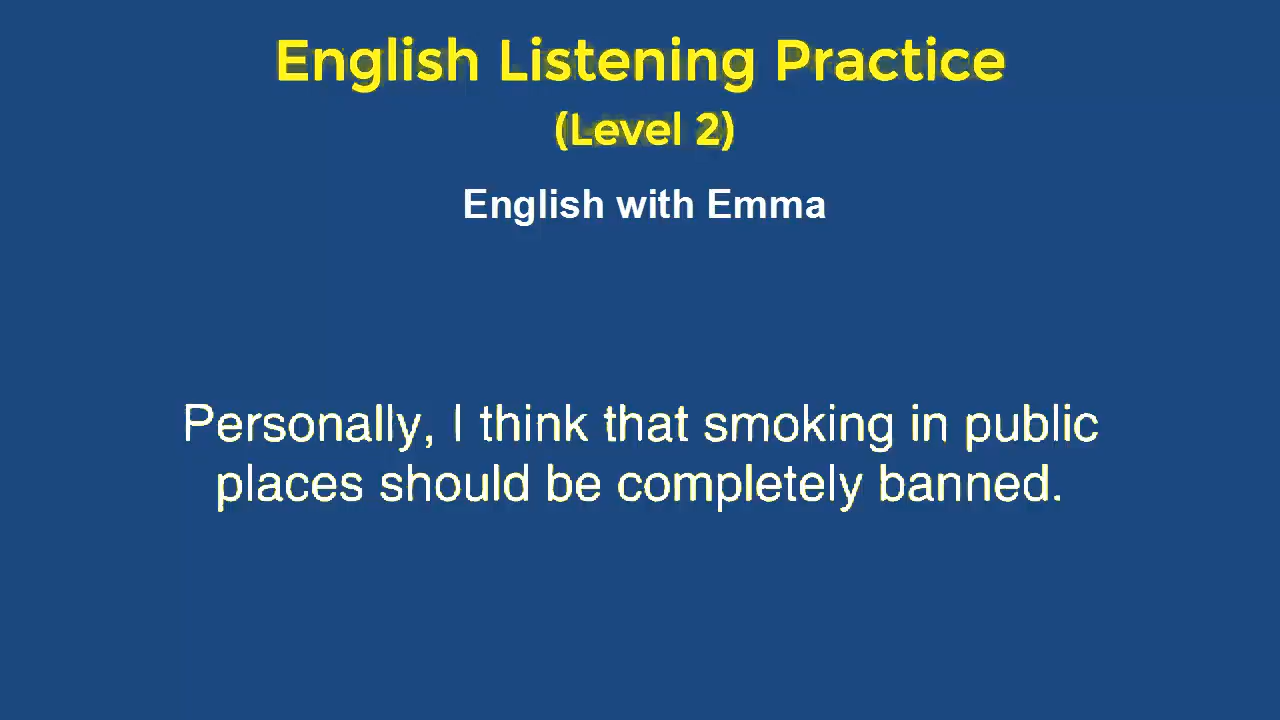 English Listening Practice
(Level 2)
English with Emma
Personally, I think that smoking in public
places should be completely banned.